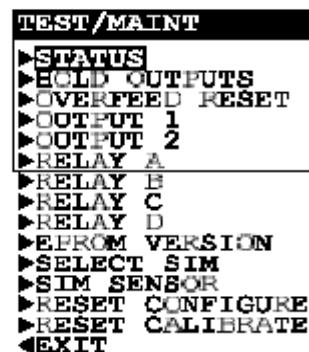 TEST/MAINT
▶STATUS
▶HOLD OUTPUTS
▶OVERFEED RESET
▶OUTPUT 1
▶OUTPUT 2
▶RELAY A
▶RELAY B
▶RELAY C
▶RELAY D
▶EPROM VERSION
▶SELECT SIM
▶SIM SENSOR
▶RESET CONFIGURE
▶RESET CALIBRATE
◀EXIT